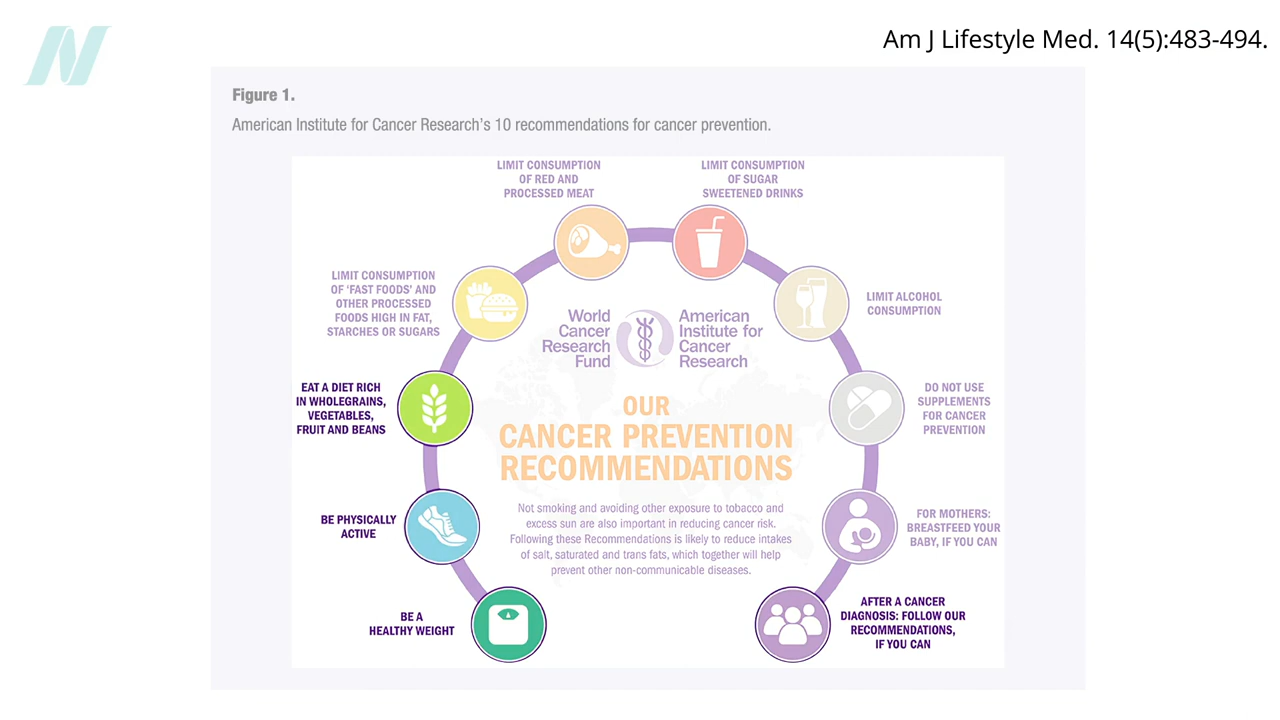 Am J Lifestyle Med. 14(5):483-494.
Figure 1.
American Institute for Cancer Research's 10 recommendations for cancer prevention.
LIMIT CONSUMPTION
OF RED AND
PROCESSED MEAT
LIMIT CONSUMPTION
OF SUGAR
SWEETENED DRINKS
LIMIT CONSUMPTION
OF ‘FAST FOODS’ AND
OTHER PROCESSED
FOODS HIGH IN FAT,
STARCHES OR SUGARS
LIMIT ALCOHOL
CONSUMPTION
World
Cancer
Research
Fund
American
Institute for
Cancer
Research
EAT A DIET RICH
IN WHOLEGRAINS,
VEGETABLES,
FRUIT AND BEANS
DO NOT USE
SUPPLEMENTS
FOR CANCER
PREVENTION
OUR
CANCER PREVENTION
RECOMMENDATIONS
Not smoking and avoiding other exposure to tobacco and
excess sun are also important in reducing cancer risk.
Following these Recommendations is likely to reduce intakes
of salt, saturated and trans fats, which together will help
prevent other non-communicable diseases.
BE PHYSICALLY
ACTIVE
FOR MOTHERS:
BREASTFEED YOUR
BABY, IF YOU CAN
BE A
HEALTHY WEIGHT
AFTER A CANCER
DIAGNOSIS: FOLLOW OUR
RECOMMENDATIONS,
IF YOU CAN